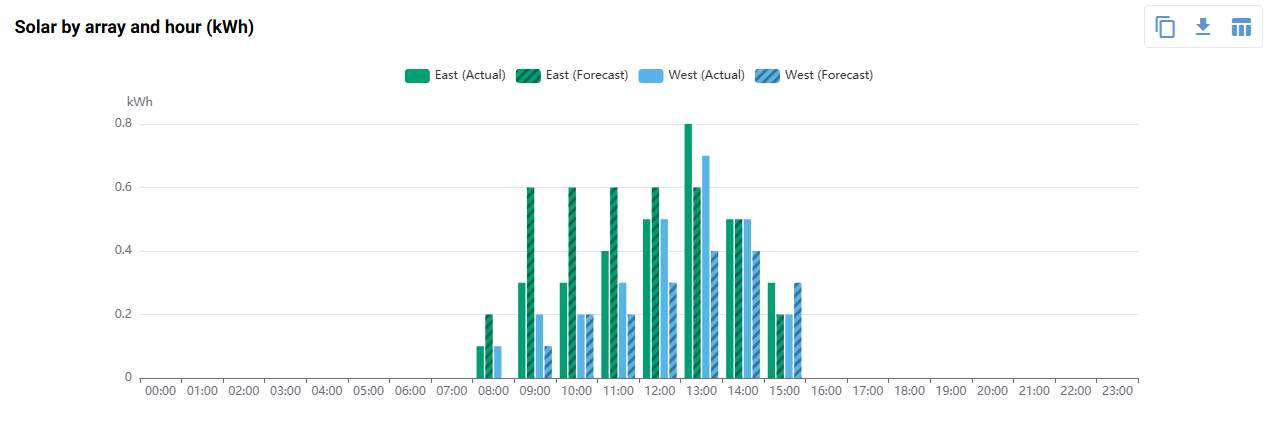 Solar by array and hour (kWh)
East (Actual) East (Forecast) West (Actual) West (Forecast)
kWh
0.8
0.6
0.4
0.2
0
00:00 01:00 02:00 03:00 04:00 05:00 06:00 07:00 08:00 09:00 10:00 11:00 12:00 13:00 14:00 15:00 16:00 17:00 18:00 19:00 20:00 21:00 22:00 23:00